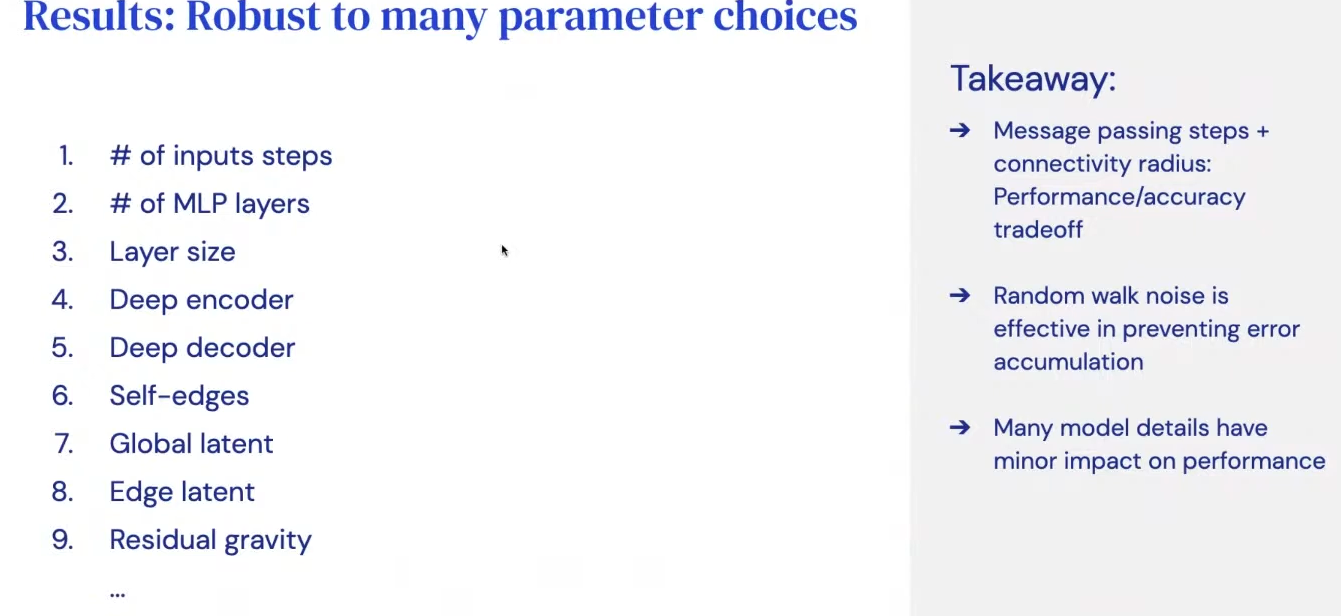 Results: Robust to many parameter choices
1. # of inputs steps
2. # of MLP layers
3. Layer size
4. Deep encoder
5. Deep decoder
6. Self-edges
7. Global latent
8. Edge latent
9. Residual gravity
...
Takeaway:
➔ Message passing steps +
connectivity radius:
Performance/accuracy
tradeoff
➔ Random walk noise is
effective in preventing error
accumulation
➔ Many model details have
minor impact on performance